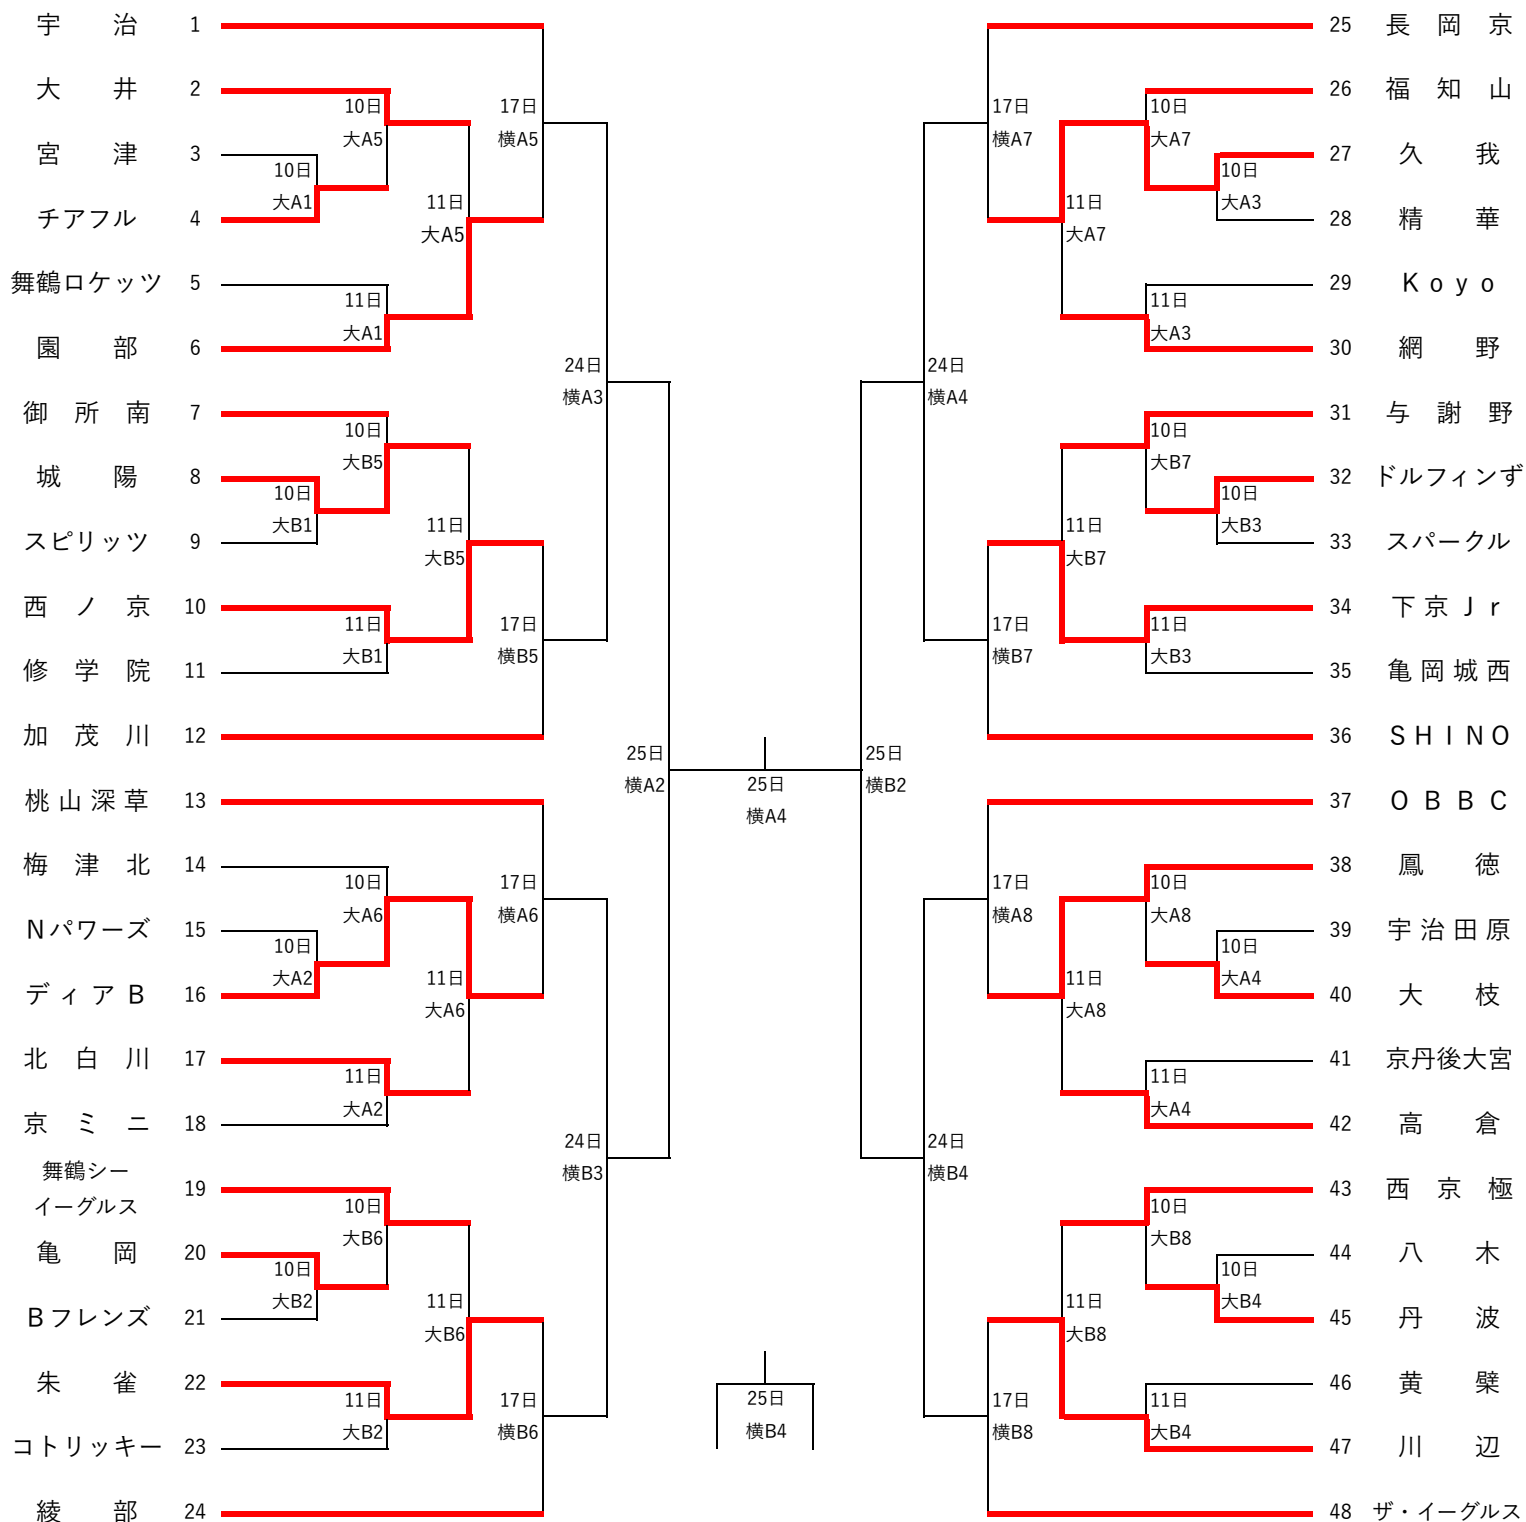 宇治 1
大井 2
宮津 3
チアフル 4
舞鶴ロケッツ 5
園部 6
御所南 7
城陽 8
スピリッツ 9
西ノ京 10
修学院 11
加茂川 12
桃山深草 13
梅津北 14
Nパワーズ 15
ディアB 16
北白川 17
京ミニ 18
舞鶴シー
イーグルス 19
亀岡 20
Bフレンズ 21
朱雀 22
コトリッキー 23
綾部 24
10日
大A5
10日
大A1
11日
大A1
10日
大B5
10日
大B1
11日
大B1
10日
大A6
10日
大A2
11日
大A2
10日
大B6
10日
大B2
11日
大B2
11日
大A5
11日
大B5
11日
大A6
11日
大B6
17日
横A5
17日
横B5
17日
横A6
17日
横B6
24日
横A3
24日
横B3
25日
横A2
25日
横A4
25日
横B4
25日
横B2
24日
横A4
24日
横B4
17日
横A7
17日
横B7
17日
横A8
17日
横B8
11日
大A7
11日
大B7
11日
大A8
11日
大B8
10日
大A7
10日
大A3
11日
大A3
10日
大B7
10日
大B3
11日
大B3
10日
大A8
10日
大A4
11日
大A4
10日
大B8
10日
大B4
11日
大B4
25 長岡京
26 福知山
27 久我
28 精華
29 Koyo
30 網野
31 与謝野
32 ドルフィンず
33 スパークル
34 下京Jr
35 亀岡城西
36 SHINO
37 OBBC
38 鳳徳
39 宇治田原
40 大枝
41 京丹後大宮
42 高倉
43 西京極
44 八木
45 丹波
46 黄檗
47 川辺
48 ザ・イーグルス